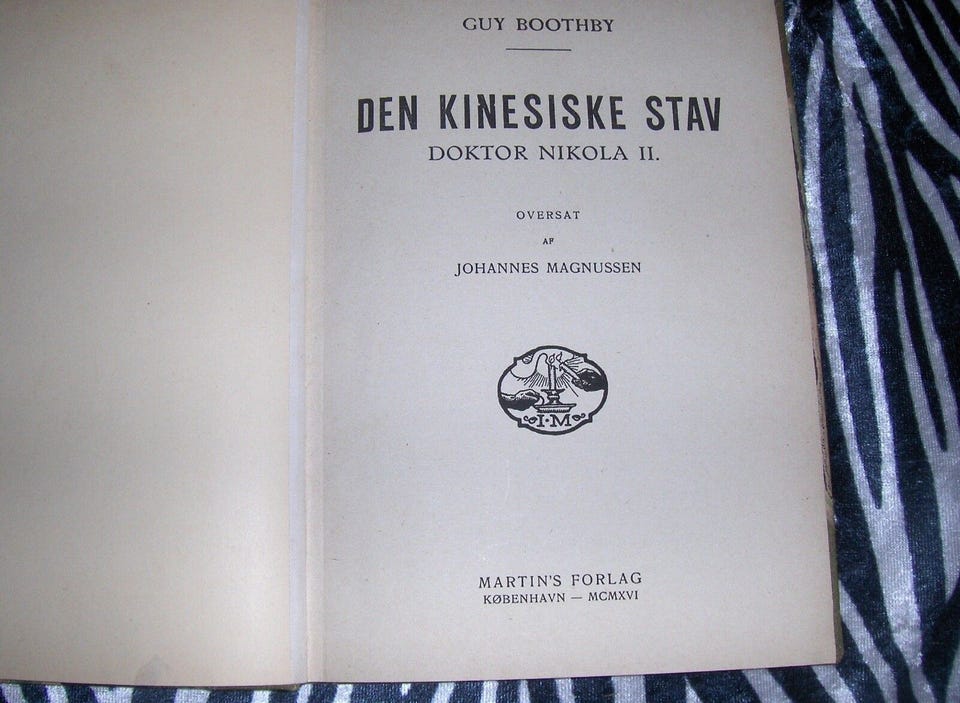 GUY BOOTHBY
DEN KINESISKE STAV
DOKTOR NIKOLA II.
OVERSAT
AF
JOHANNES MAGNUSSEN
I·M
MARTIN'S FORLAG
KØBENHAVN — MCMXVI